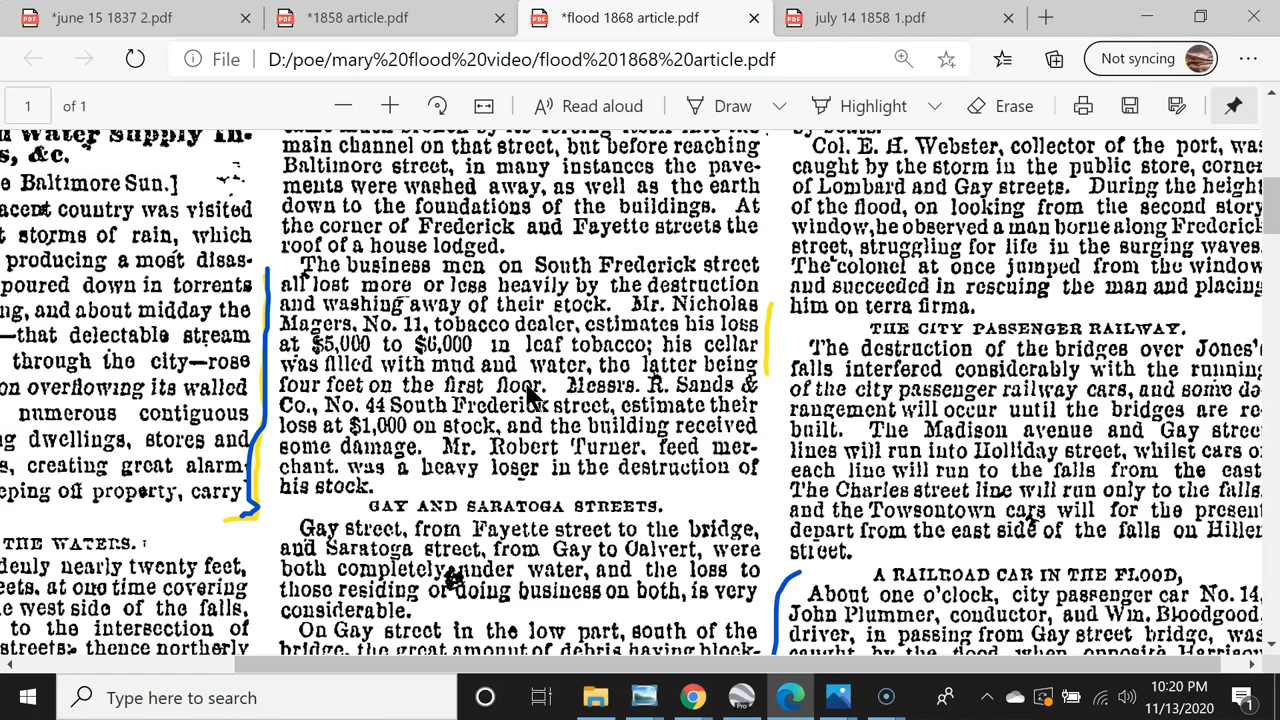 *june 15 1837 2.pdf
*1858 article.pdf
*flood 1868 article.pdf
july 14 1858 1.pdf
File
D:/poe/mary%20flood%20video/flood%201868%20article.pdf
Not syncing
1
of 1
Read aloud
Draw
Highlight
Erase
d Water supply In-
s, &c.
e Baltimore Sun.]
acent country was visited
t storms of rain, which
producing a most disas-
poured down in torrents
ng, and about midday the
—that delectable stream
through the city—rose
on overflowing its walled
numerous contiguous
ng dwellings, stores and
s, creating great alarm
eping off property, carry
THE WATERS.
denly nearly twenty feet,
eets, at one time covering
e west side of the falls,
to the intersection of
streets; thence northerly
main channel on that street, but before reaching
Baltimore street, in many instances the pave-
ments were washed away, as well as the earth
down to the foundations of the buildings. At
the corner of Frederick and Fayette streets the
roof of a house lodged.
The business men on South Frederick street
all lost more or less heavily by the destruction
and washing away of their stock. Mr. Nicholas
Magers, No. 11, tobacco dealer, estimates his loss
at $5,000 to $6,000 in leaf tobacco; his cellar
was filled with mud and water, the latter being
four feet on the first floor. Messrs. R. Sands &
Co., No. 44 South Frederick street, estimate their
loss at $1,000 on stock, and the building received
some damage. Mr. Robert Turner, feed mer-
chant, was a heavy loser in the destruction of
his stock.
GAY AND SARATOGA STREETS.
Gay street, from Fayette street to the bridge,
and Saratoga street, from Gay to Calvert, were
both completely under water, and the loss to
those residing or doing business on both, is very
considerable.
On Gay street in the low part, south of the
bridge, the great amount of debris having block-
by boats.
Col. E. H. Webster, collector of the port, was
caught by the storm in the public store, corner
of Lombard and Gay streets. During the height
of the flood, on looking from the second story
window, he observed a man borne along Frederick
street, struggling for life in the surging waves.
The colonel at once jumped from the window
and succeeded in rescuing the man and placing
him on terra firma.
THE CITY PASSENGER RAILWAY.
The destruction of the bridges over Jones'
falls interfered considerably with the running
of the city passenger railway cars, and some de
rangement will occur until the bridges are re
built. The Madison avenue and Gay stree
lines will run into Holliday street, whilst cars o
each line will run to the falls from the east
The Charles street line will run only to the falls
and the Towsontown cars will for the present
depart from the east side of the falls on Hillen
street.
A RAILROAD CAR IN THE FLOOD,
About one o'clock, city passenger car No. 14,
John Plummer, conductor, and Wm. Bloodgood
driver, in passing from Gay street bridge, was
caught by the flood when opposite Harrison
Type here to search
10:20 PM
11/13/2020